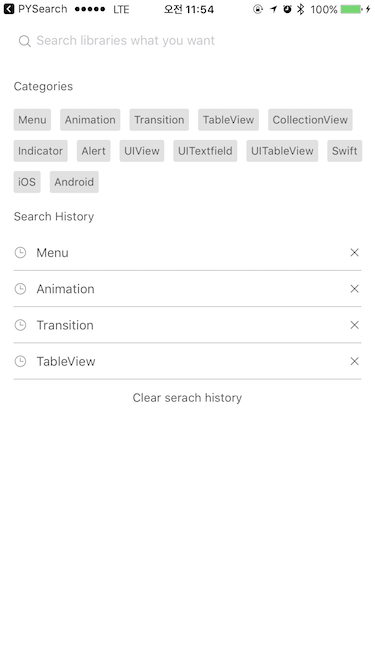 PYSearch LTE 오전 11:54 100%
Search libraries what you want
Categories
Menu Animation Transition TableView CollectionView
Indicator Alert UIView UITextfield UITableView Swift
iOS Android
Search History
Menu
Animation
Transition
TableView
Clear serach history